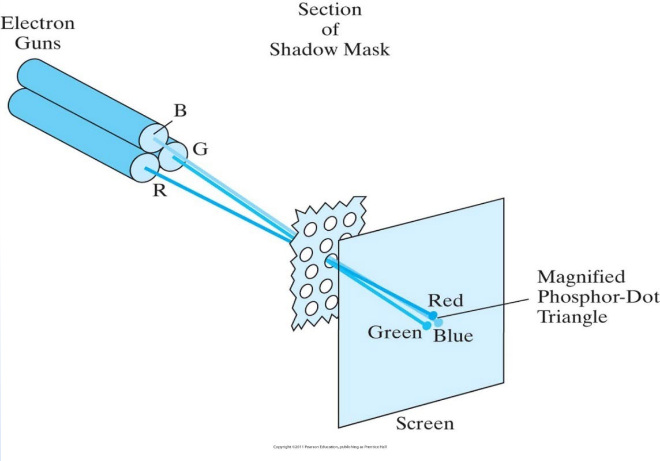 Electron
Guns
Section
of
Shadow Mask
B
G
R
Magnified
Phosphor-Dot
Triangle
Red
Green
Blue
Screen
Copyright ©2011 Pearson Education, publishing as Prentice Hall